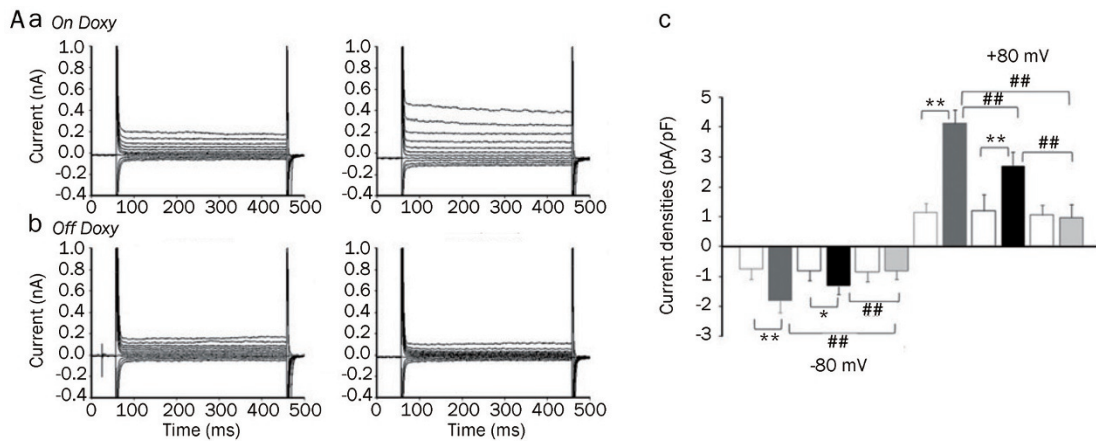 Aa On Doxy
Current (nA)
1.0
0.8
0.6
0.4
0.2
0.0
-0.2
-0.4
0 100 200 300 400 500
Time (ms)
1.0
0.8
0.6
0.4
0.2
0.0
-0.2
-0.4
0 100 200 300 400 500
Time (ms)
b Off Doxy
Current (nA)
1.0
0.8
0.6
0.4
0.2
0.0
-0.2
-0.4
0 100 200 300 400 500
Time (ms)
1.0
0.8
0.6
0.4
0.2
0.0
-0.2
-0.4
0 100 200 300 400 500
Time (ms)
c
+80 mV
Current densities (pA/pF)
5
4
3
2
1
0
-1
-2
-3
##
** ##
** ##
* ##
** ##
-80 mV